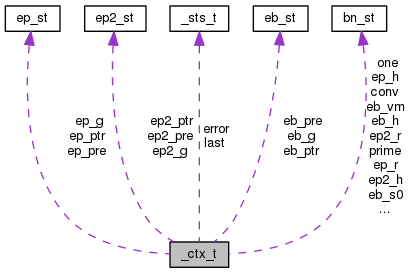 ep_st
ep2_st
_sts_t
eb_st
bn_st
ep_g
ep_ptr
ep_pre
ep2_ptr
ep2_pre
ep2_g
error
last
eb_pre
eb_g
eb_ptr
one
ep_h
conv
eb_vm
eb_h
ep2_r
prime
ep_r
ep2_h
eb_s0
...
_ctx_t